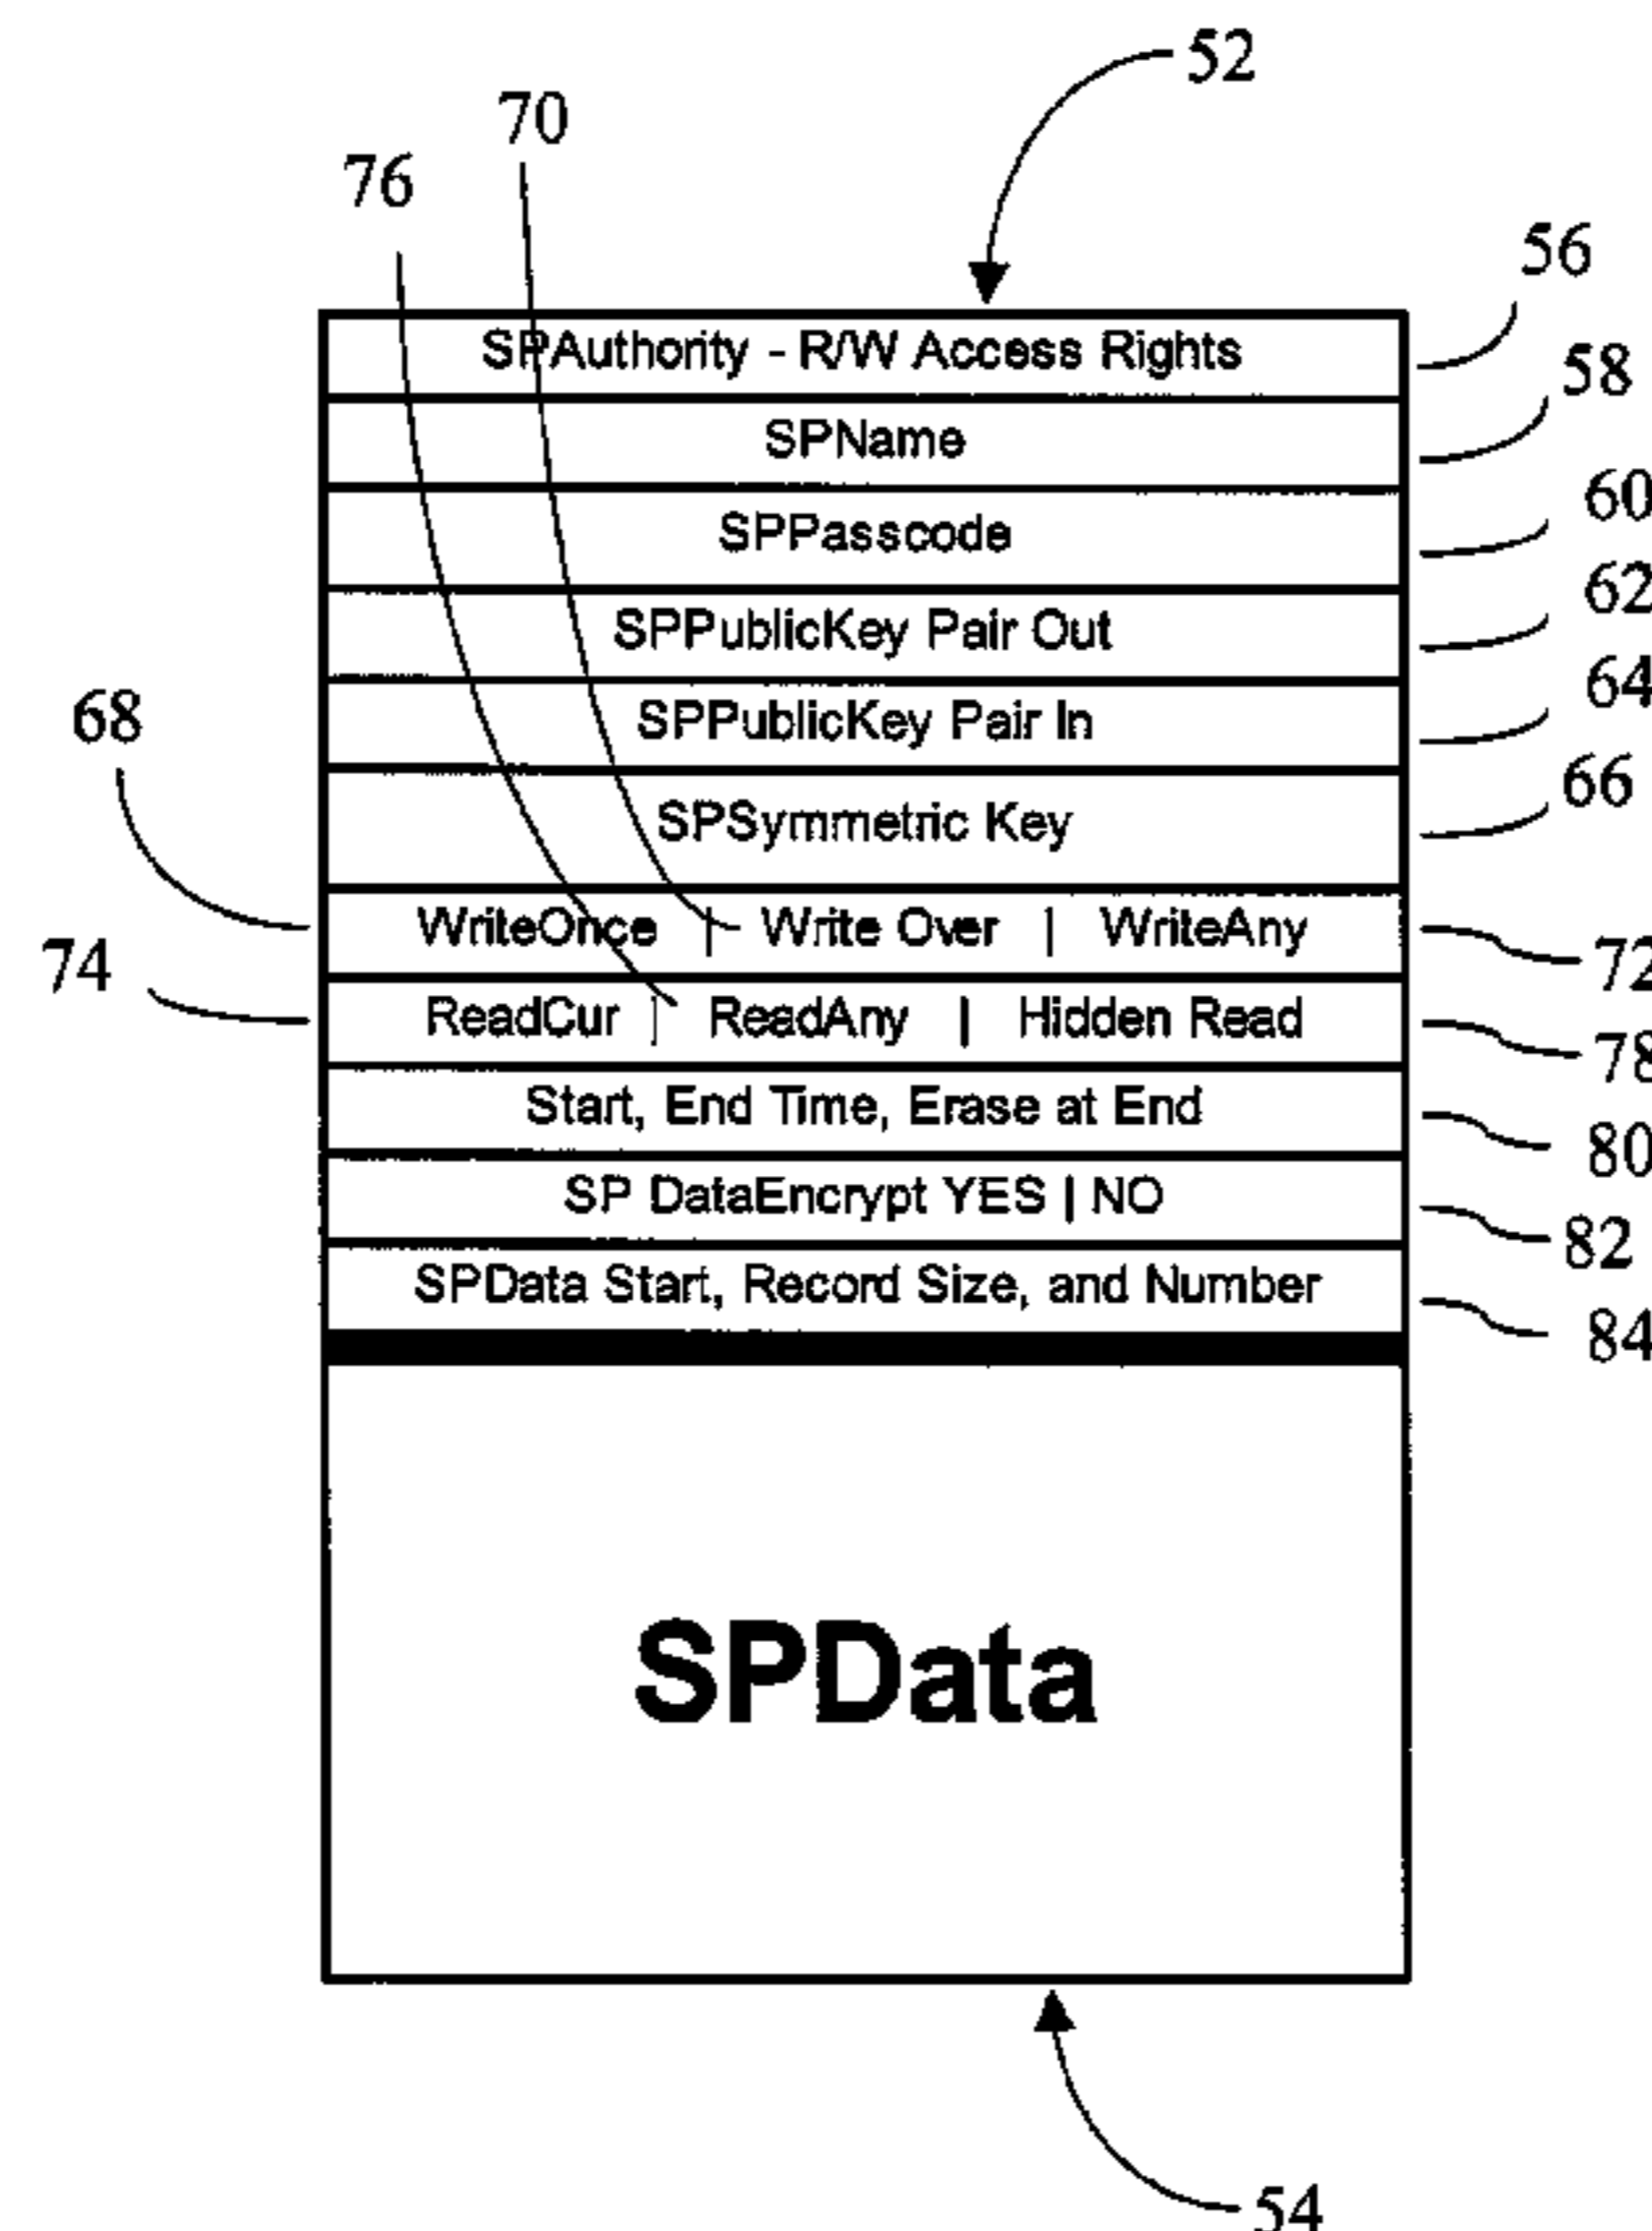 52
70
76
56
SPAuthority - R/W Access Rights
58
SPName
60
SPPasscode
62
SPPublicKey Pair Out
64
68
SPPublicKey Pair In
66
SPSymmetric Key
WriteOnce | Write Over | WriteAny
72
74
ReadCur | ReadAny | Hidden Read
78
Start, End Time, Erase at End
80
SP DataEncrypt YES | NO
82
SPData Start, Record Size, and Number
84
SPData
54